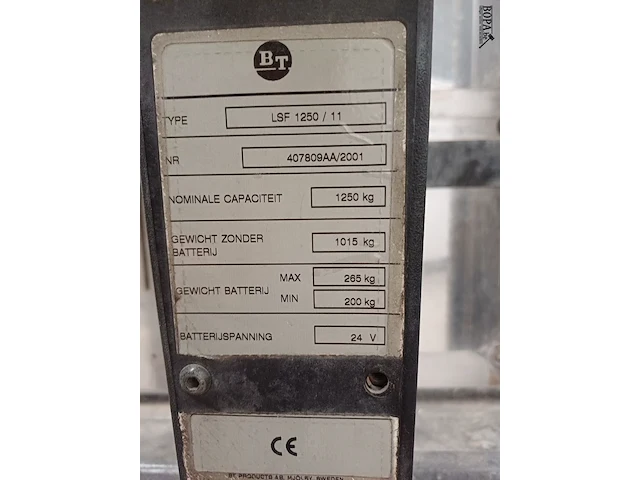 BOPA
BT
TYPE LSF 1250 / 11
NR 407809AA/2001
NOMINALE CAPACITEIT 1250 kg
GEWICHT ZONDER BATTERIJ 1015 kg
GEWICHT BATTERIJ MAX 265 kg
MIN 200 kg
BATTERIJSPANNING 24 V
CE
BT PRODUCTS AB, MJÖLBY, SWEDEN